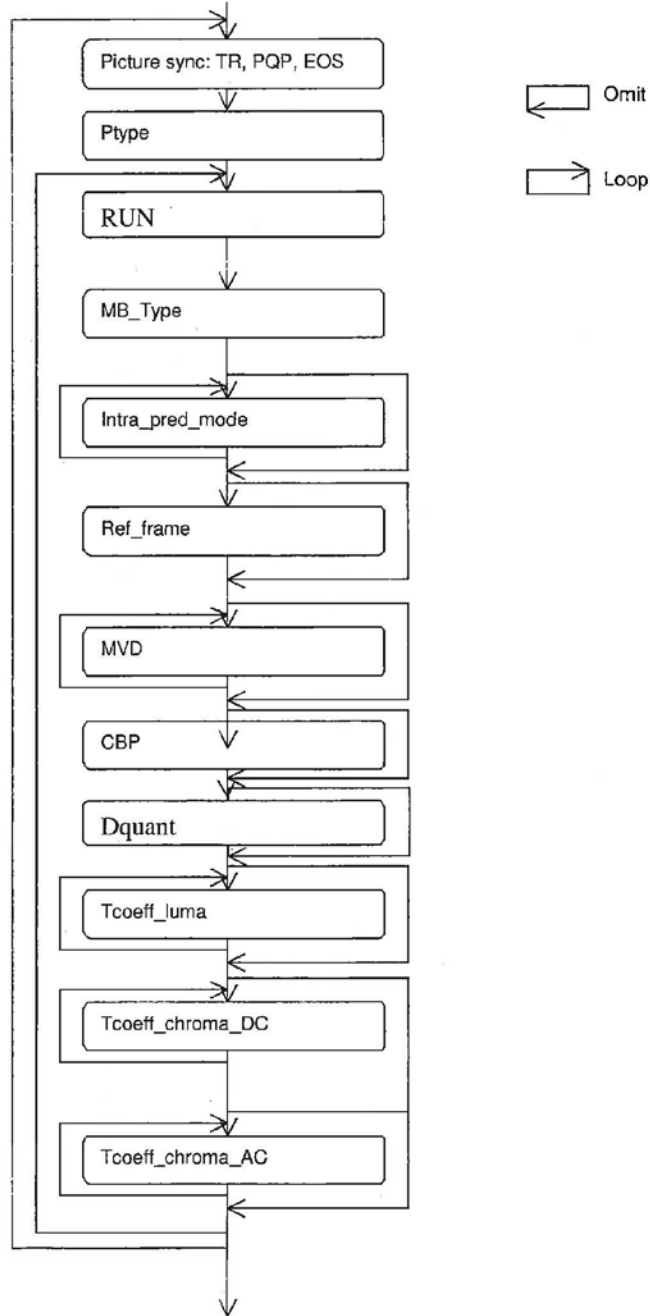 Picture sync: TR, PQP, EOS
Omit
Ptype
Loop
RUN
MB_Type
Intra_pred_mode
Ref_frame
MVD
CBP
Dquant
Tcoeff_luma
Tcoeff_chroma_DC
Tcoeff_chroma_AC